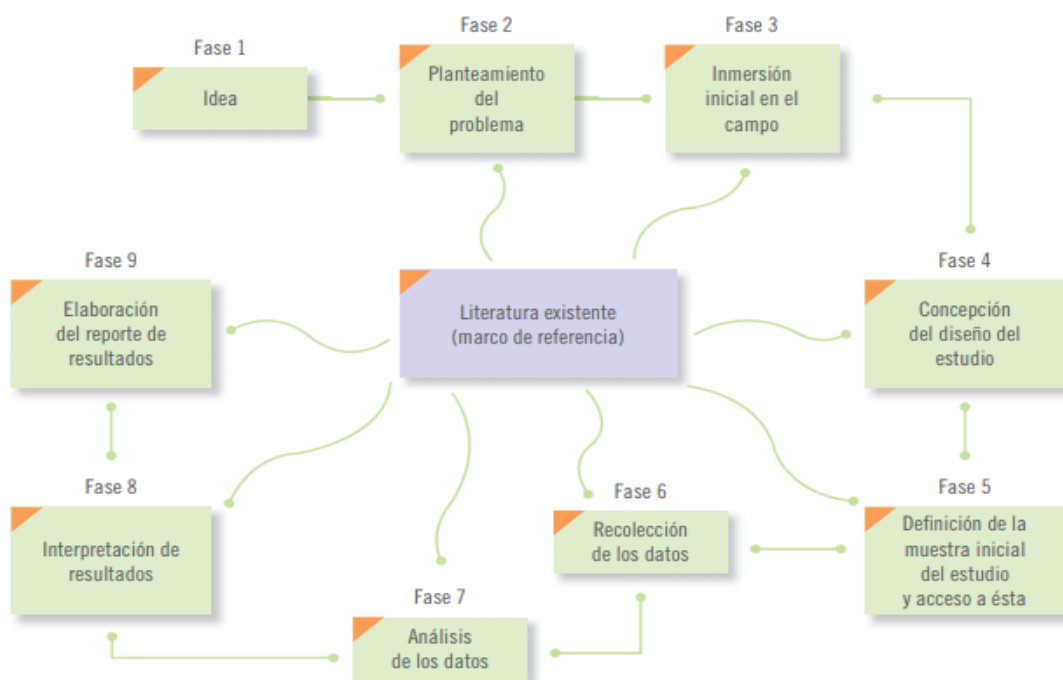 Fase 1
Idea
Fase 2
Planteamiento
del
problema
Fase 3
Inmersión
inicial en el
campo
Fase 9
Elaboración
del reporte de
resultados
Literatura existente
(marco de referencia)
Fase 4
Concepción
del diseño del
estudio
Fase 8
Interpretación de
resultados
Fase 6
Recolección
de los datos
Fase 5
Definición de la
muestra inicial
del estudio
y acceso a ésta
Fase 7
Análisis
de los datos